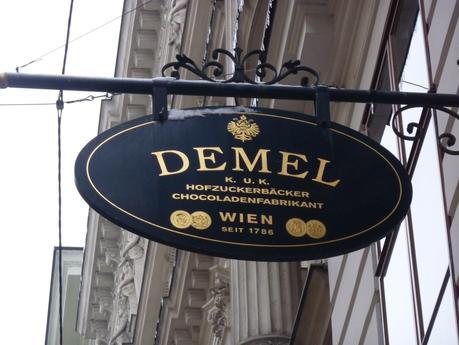 DEMEL
K. U. K.
HOFZUCKERBÄCKER
CHOCOLADENFABRIKANT
WIEN
SEIT 1786